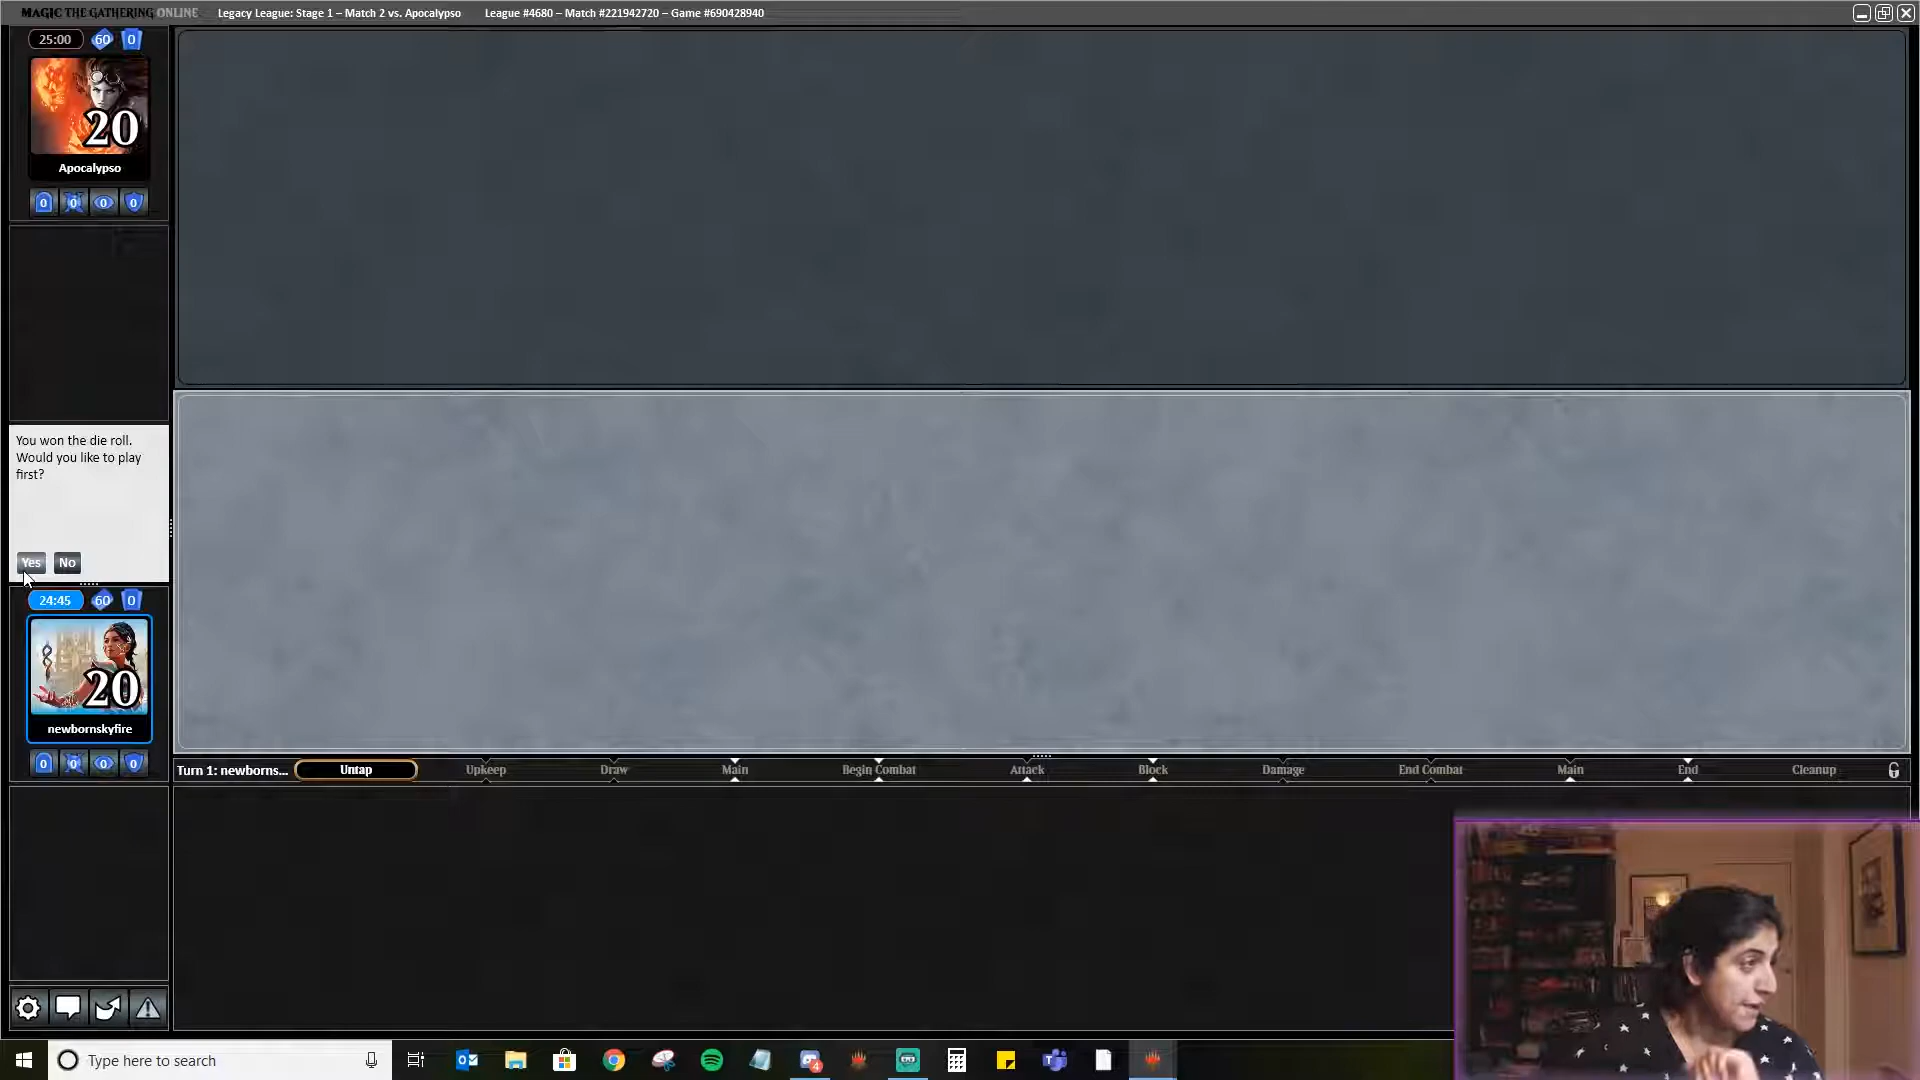 MAGIC THE GATHERING ONLINE
Legacy League: Stage 1 – Match 2 vs. Apocalypso
League #4680 – Match #221942720 – Game #690428940
25:00
60
0
20
Apocalypso
0
0
0
0
You won the die roll.
Would you like to play
first?
Yes
No
24:45
60
0
20
newbornskyfire
0
0
0
0
Turn 1: newborns...
Untap
Upkeep
Draw
Main
Begin Combat
Attack
Block
Damage
End Combat
Main
End
Cleanup
Type here to search
4